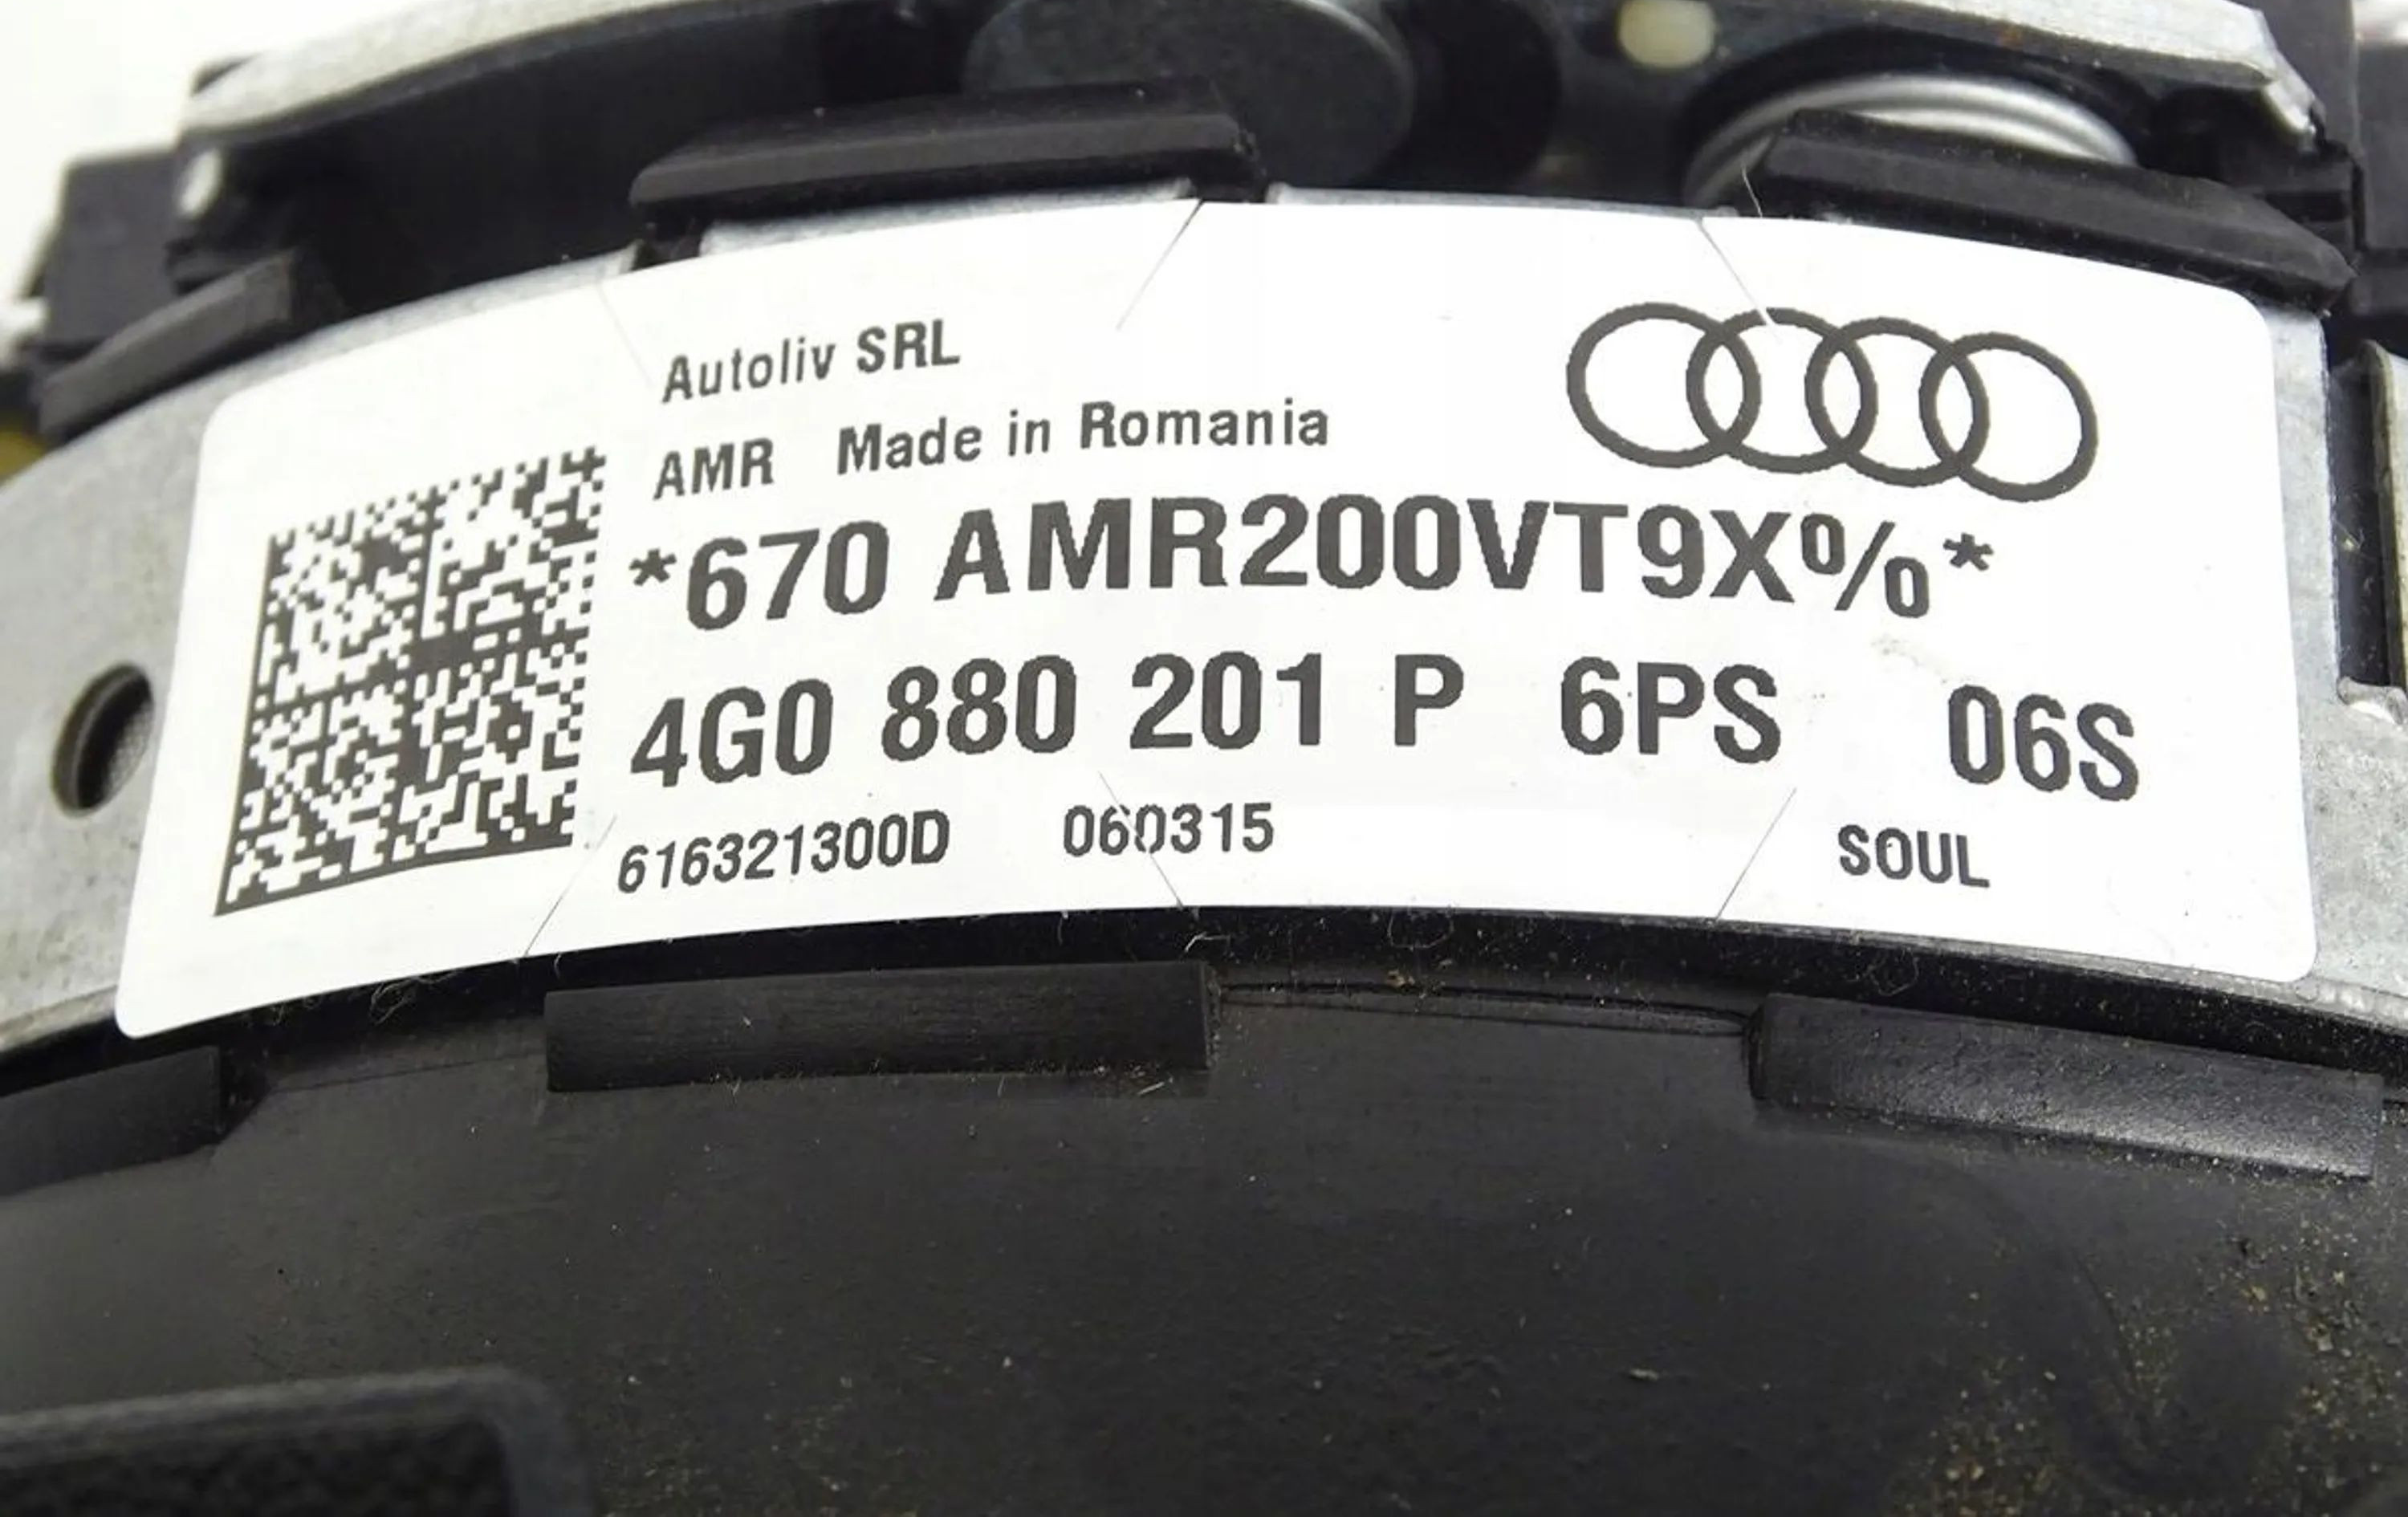 Autoliv SRL
AMR Made in Romania
*670 AMR200VT9X%*
4G0 880 201 P 6PS 06S
616321300D 060315 SOUL